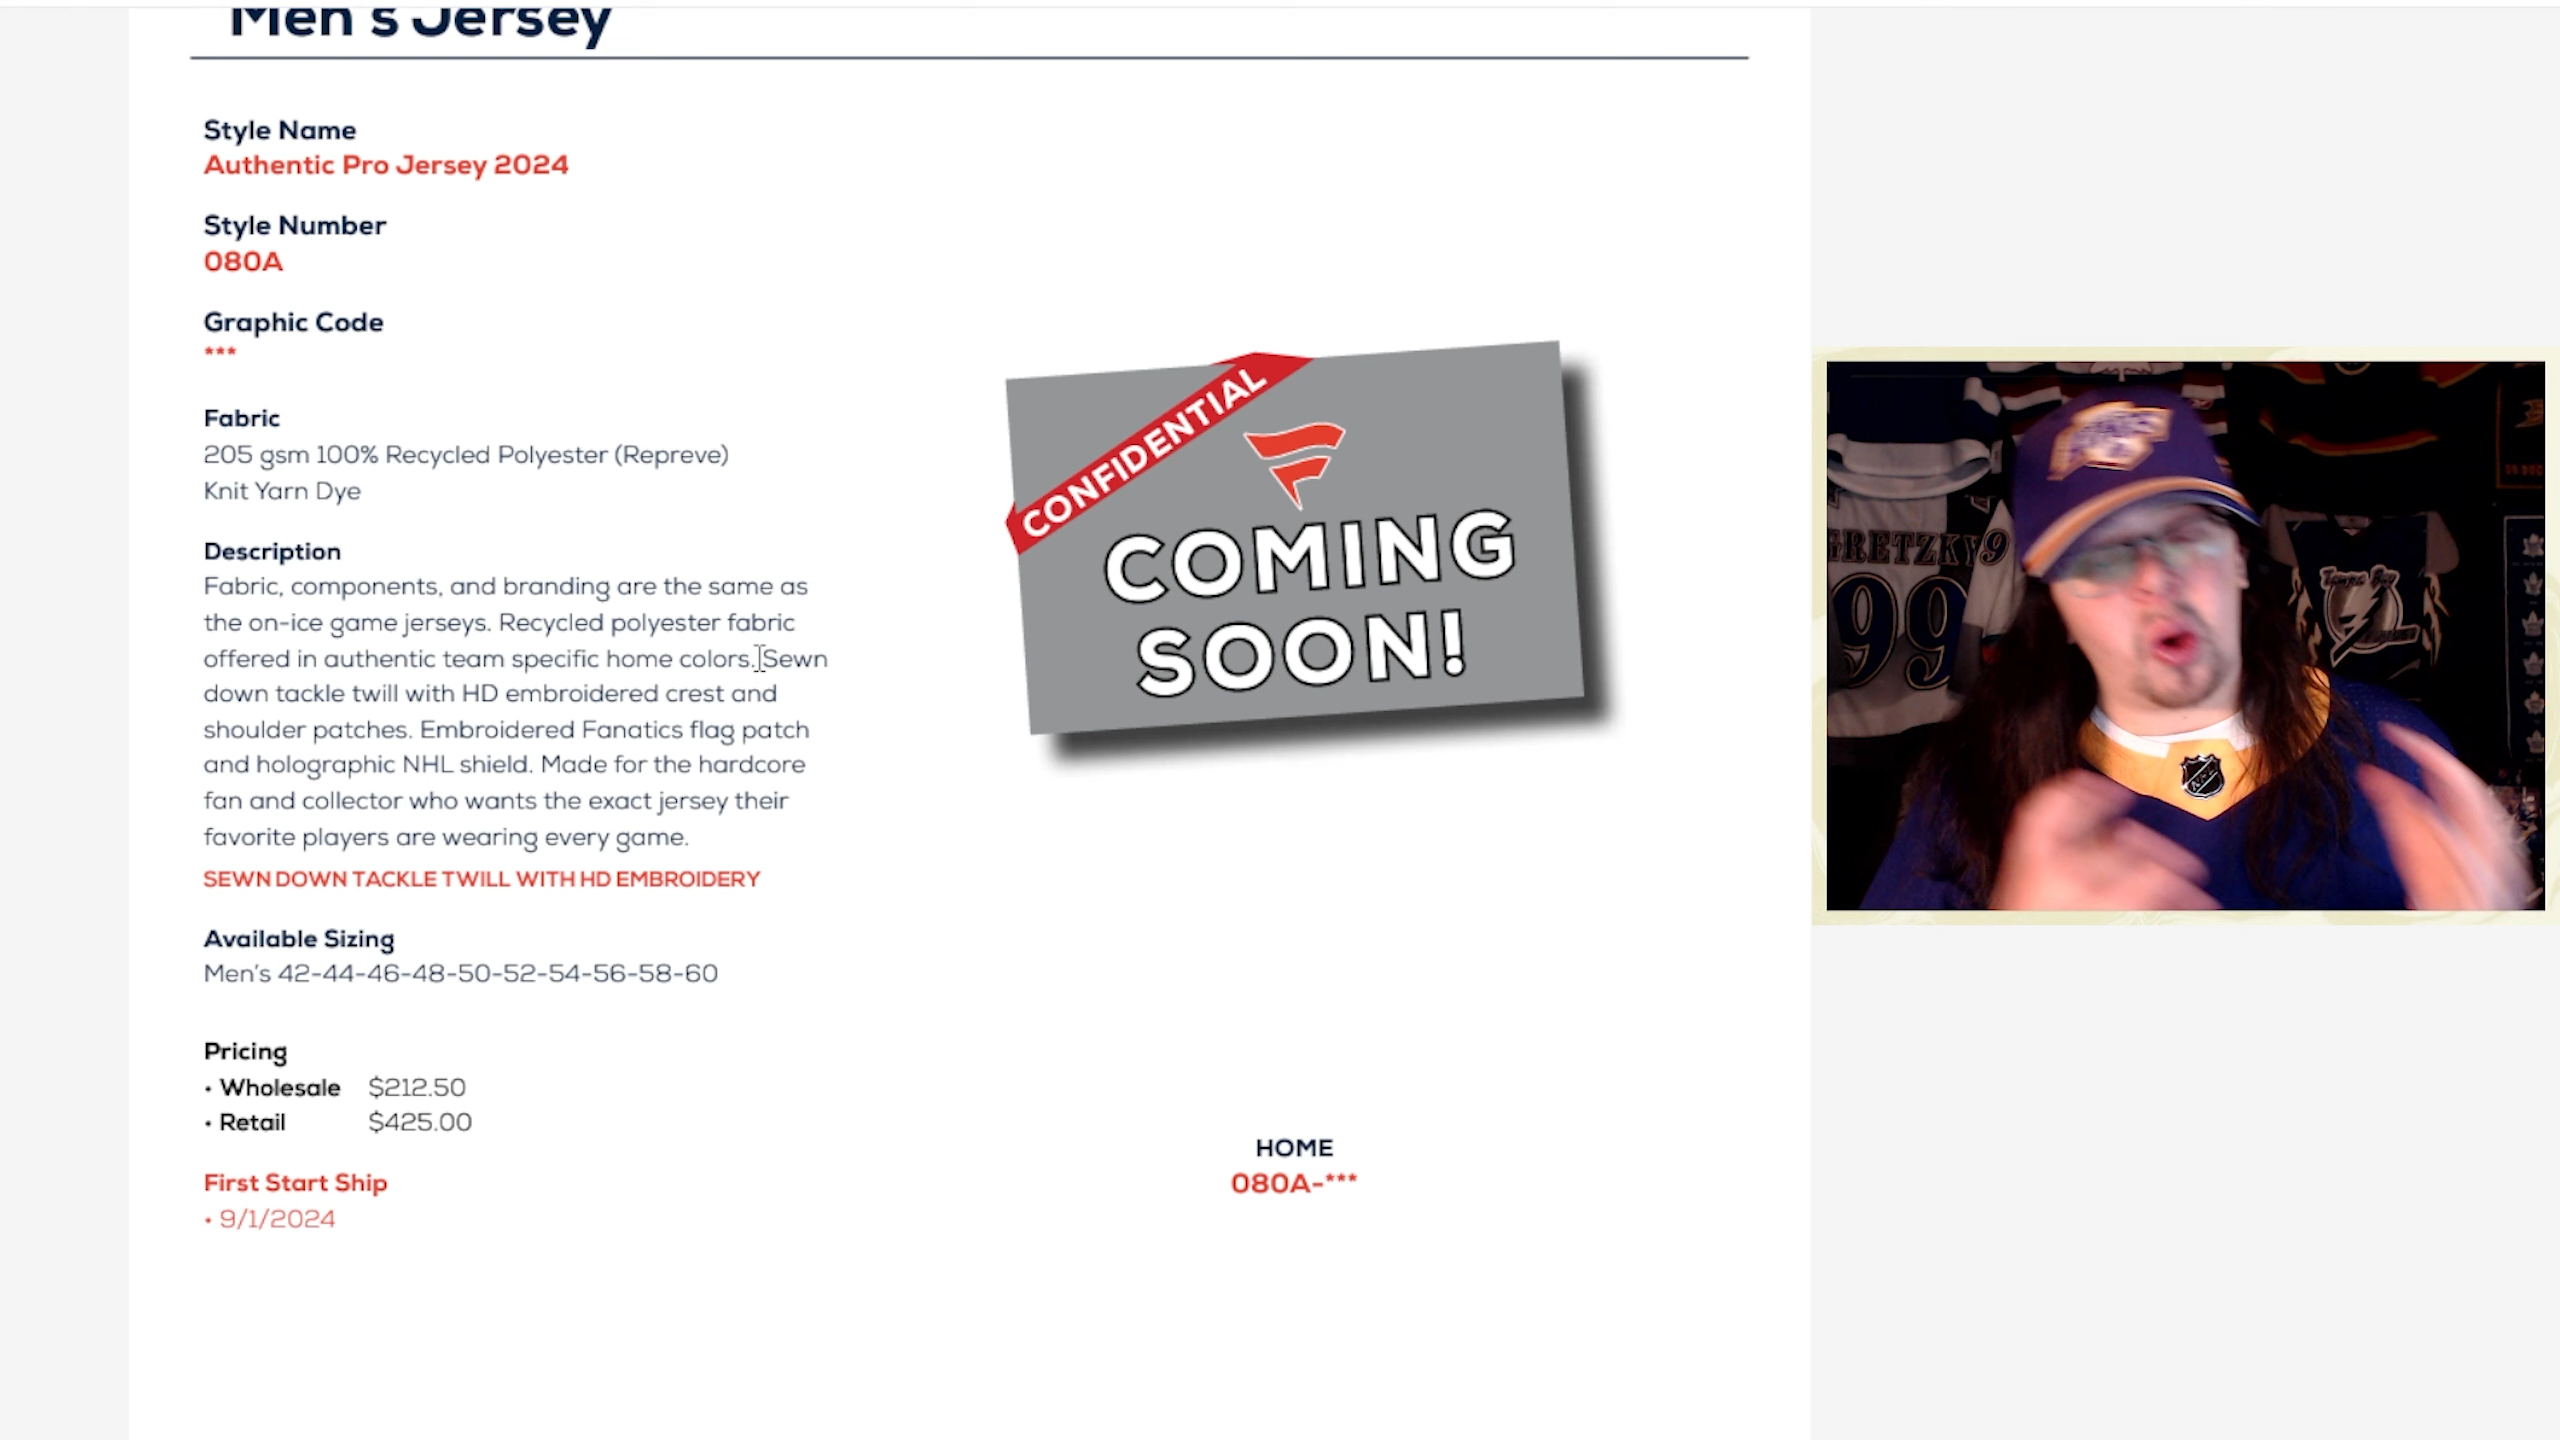 Men's Jersey
Style Name
Authentic Pro Jersey 2024
Style Number
080A
Graphic Code
***
Fabric
205 gsm 100% Recycled Polyester (Repreve)
Knit Yarn Dye
Description
Fabric, components, and branding are the same as
the on-ice game jerseys. Recycled polyester fabric
offered in authentic team specific home colors. Sewn
down tackle twill with HD embroidered crest and
shoulder patches. Embroidered Fanatics flag patch
and holographic NHL shield. Made for the hardcore
fan and collector who wants the exact jersey their
favorite players are wearing every game.
SEWN DOWN TACKLE TWILL WITH HD EMBROIDERY
Available Sizing
Men's 42-44-46-48-50-52-54-56-58-60
Pricing
• Wholesale $212.50
• Retail $425.00
First Start Ship
• 9/1/2024
CONFIDENTIAL
COMING
SOON!
HOME
080A-***
GRETZKY 9
99
Tampa Bay
NHL